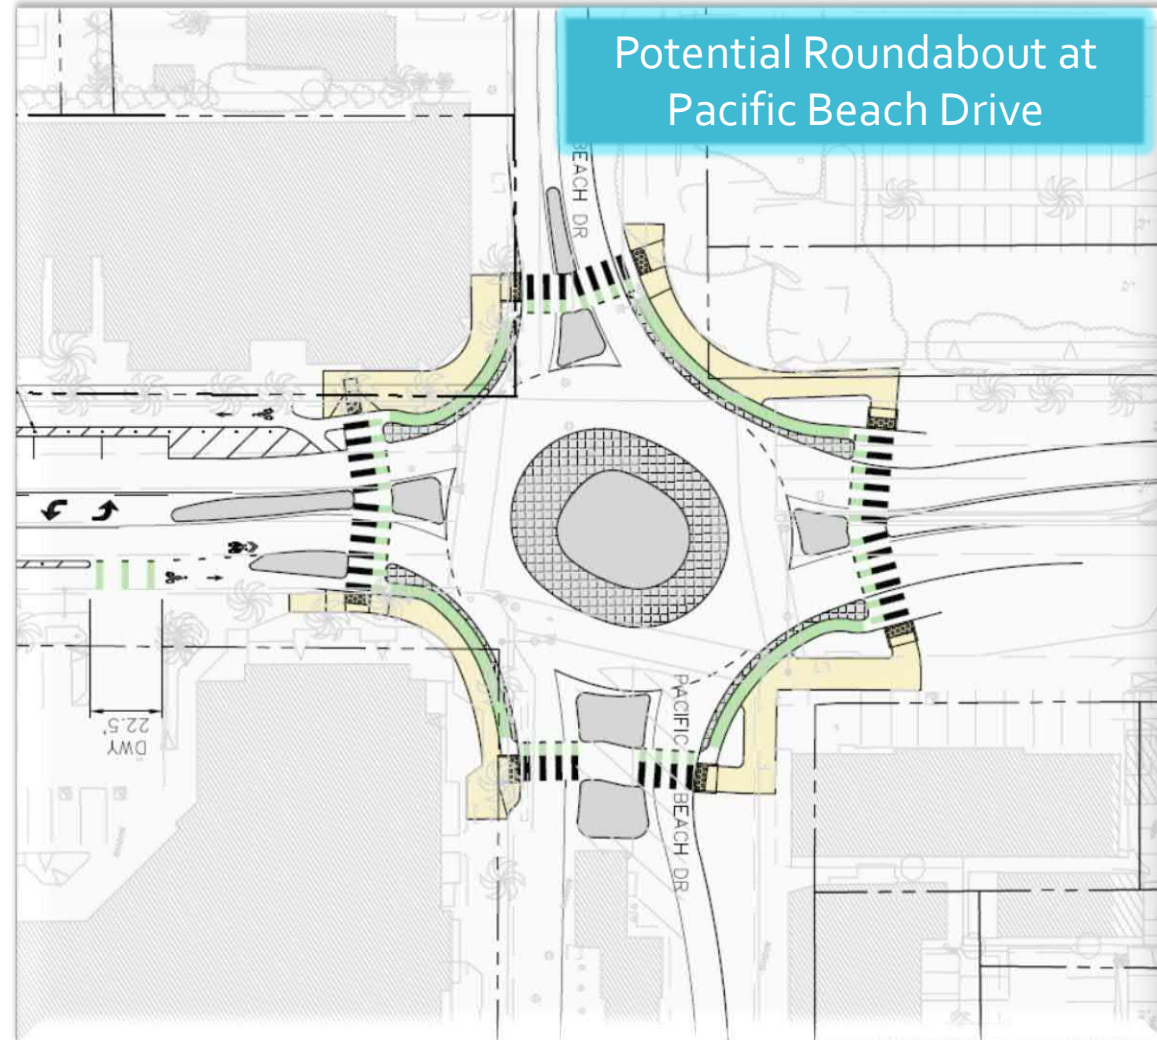 Potential Roundabout at
Pacific Beach Drive
BEACH DR
PACIFIC BEACH DR
22.5'
DWY